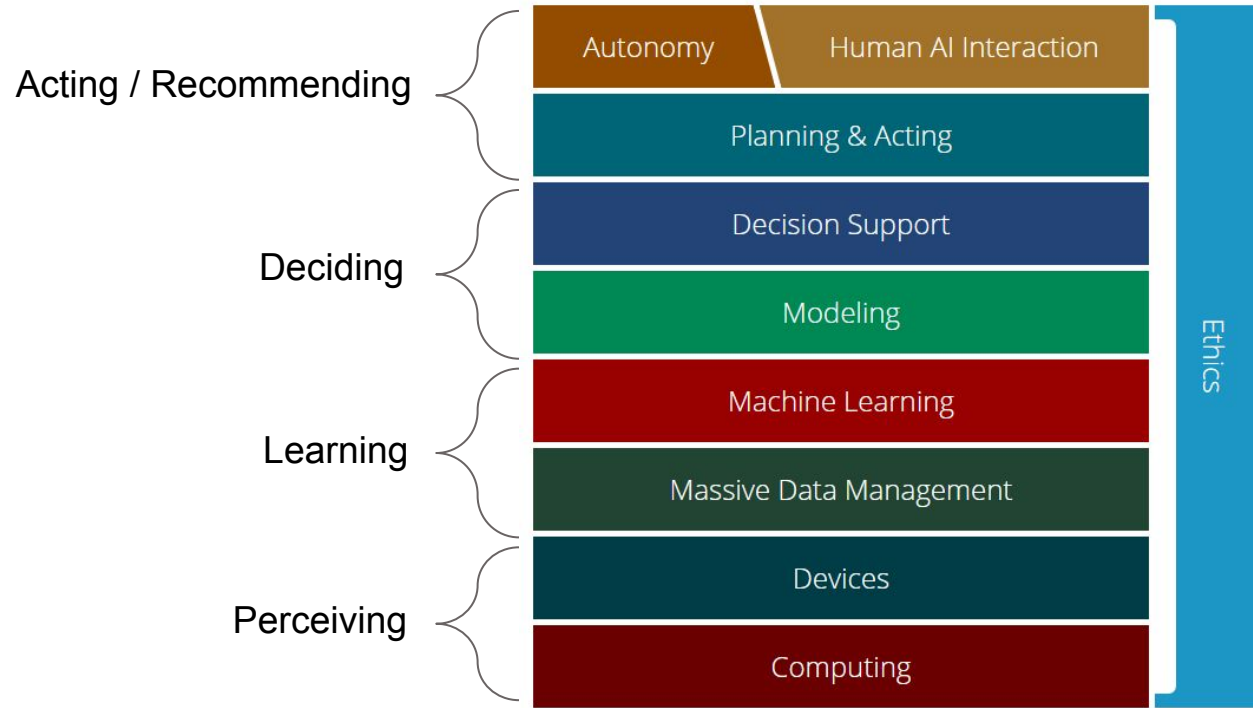 Acting / Recommending
Autonomy
Human AI Interaction
Planning & Acting
Deciding
Decision Support
Modeling
Learning
Machine Learning
Massive Data Management
Perceiving
Devices
Computing
Ethics